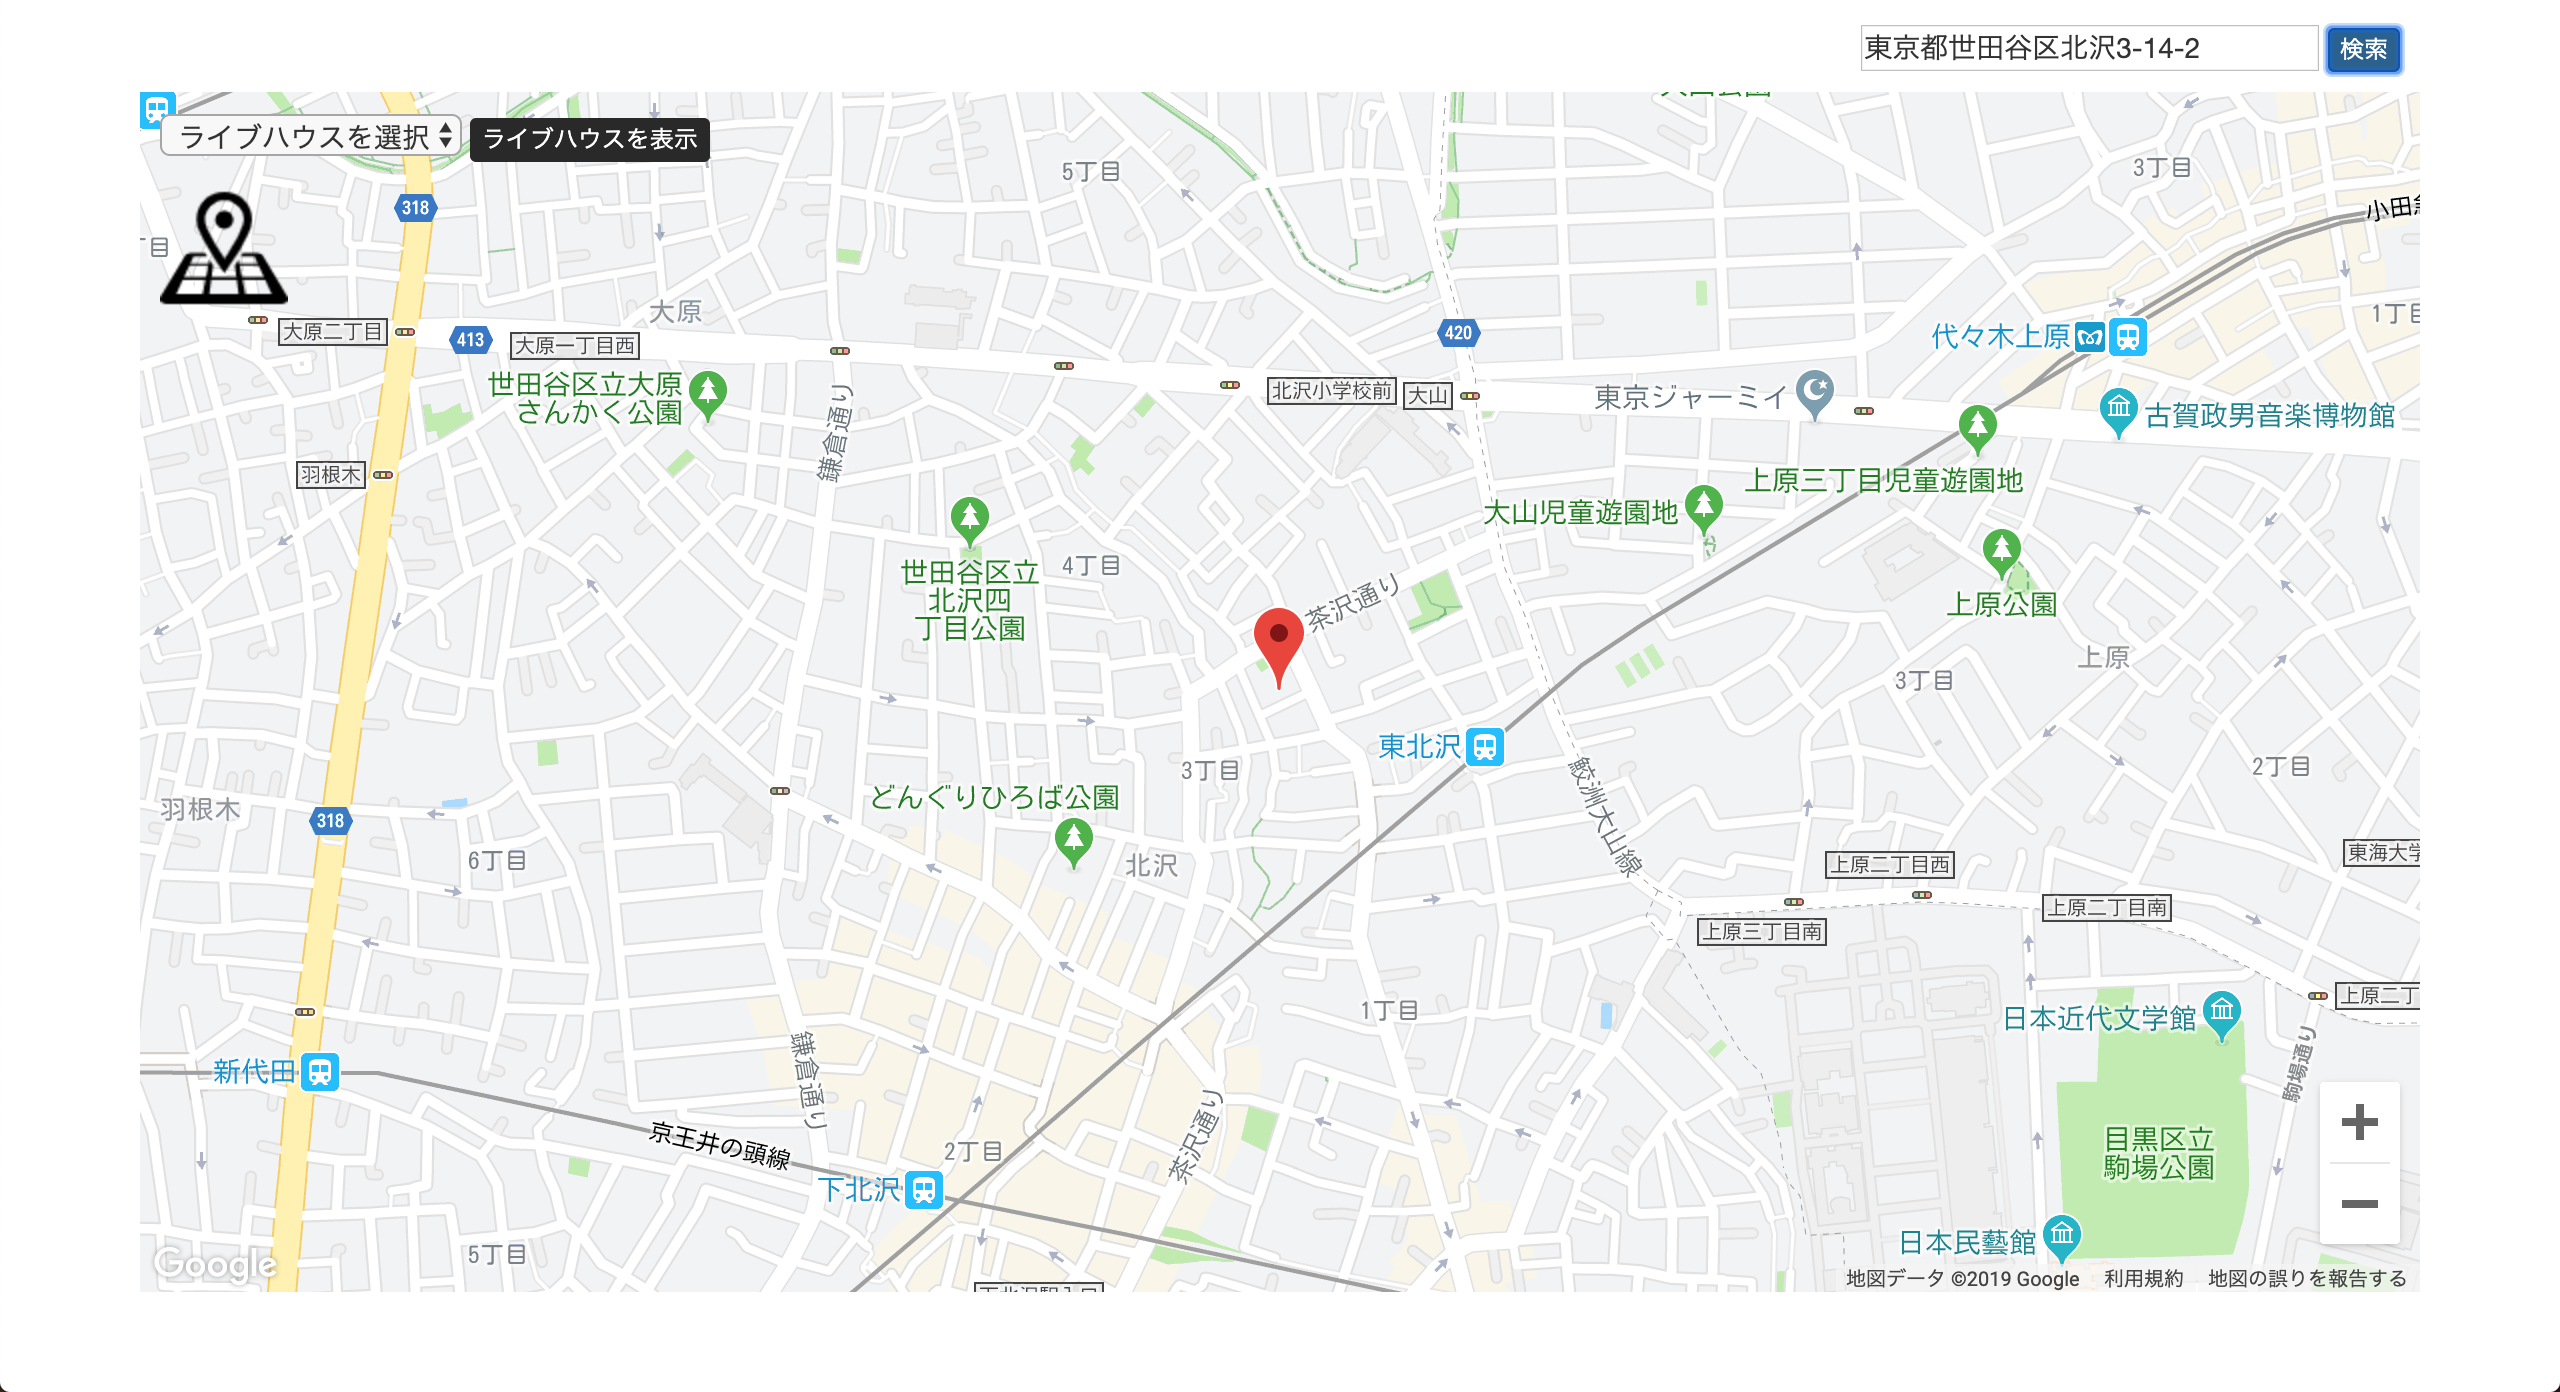 東京都世田谷区北沢3-14-2
検索
ライブハウスを選択
ライブハウスを表示
5丁目
3丁目
318
小田急
大原
大原二丁目
413
大原一丁目西
420
代々木上原
世田谷区立大原
さんかく公園
北沢小学校前
大山
東京ジャーミイ
古賀政男音楽博物館
鎌倉通り
羽根木
上原三丁目児童遊園地
大山児童遊園地
4丁目
世田谷区立
北沢四
丁目公園
茶沢通り
上原公園
上原
3丁目
東北沢
3丁目
2丁目
鮫洲大山線
どんぐりひろば公園
羽根木
318
6丁目
北沢
上原二丁目西
東海大学
上原二丁目南
上原三丁目南
1丁目
上原二丁
日本近代文学館
駒場通り
新代田
鎌倉通り
京王井の頭線
2丁目
茶沢通り
目黒区立
駒場公園
下北沢
日本民藝館
5丁目
Google
地図データ ©2019 Google
利用規約
地図の誤りを報告する